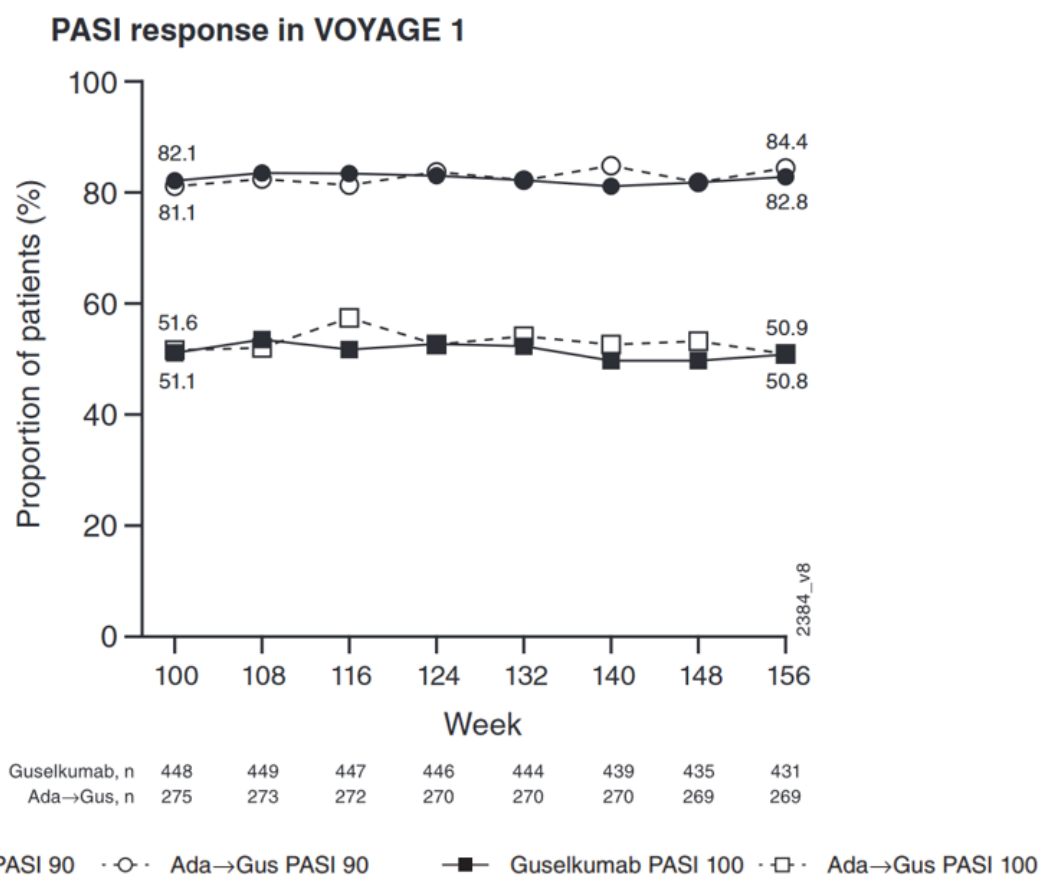 PASI response in VOYAGE 1
Proportion of patients (%)
100
80
60
40
20
0
82.1
81.1
84.4
82.8
51.6
51.1
50.9
50.8
2384_v8
100 108 116 124 132 140 148 156
Week
Guselkumab, n 448 449 447 446 444 439 435 431
Ada→Gus, n 275 273 272 270 270 270 269 269
PASI 90 Ada→Gus PASI 90 Guselkumab PASI 100 Ada→Gus PASI 100